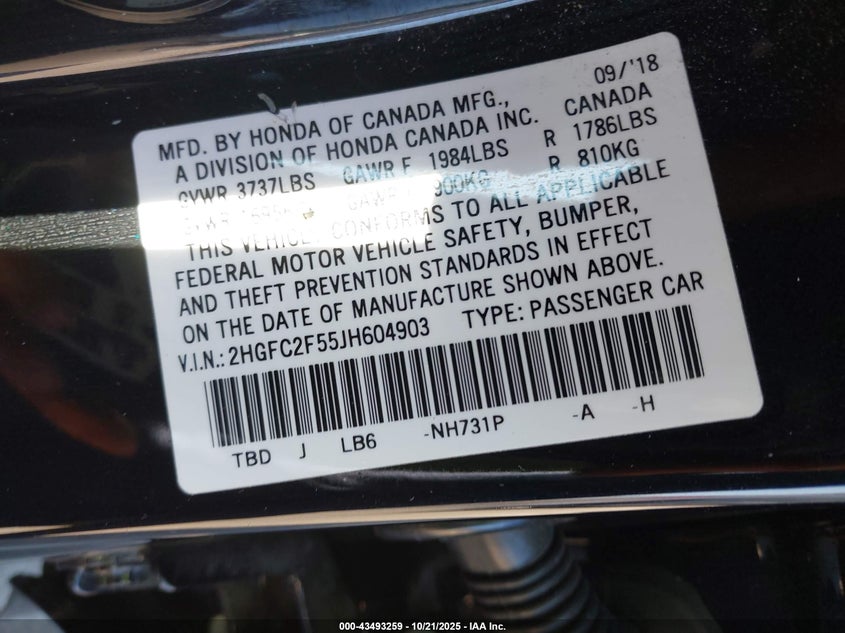 09/'18
MFD. BY HONDA OF CANADA MFG., CANADA
A DIVISION OF HONDA CANADA INC.
GVWR 3737LBS GAWR F 1984LBS R 1786LBS
GAWR 900KG R 810KG
THIS VEHICLE CONFORMS TO ALL APPLICABLE
FEDERAL MOTOR VEHICLE SAFETY, BUMPER,
AND THEFT PREVENTION STANDARDS IN EFFECT
ON THE DATE OF MANUFACTURE SHOWN ABOVE.
V.I.N.: 2HGFC2F55JH604903 TYPE: PASSENGER CAR
TBD J LB6 -NH731P -A -H
000-43493259 - 10/21/2025 - IAA Inc.